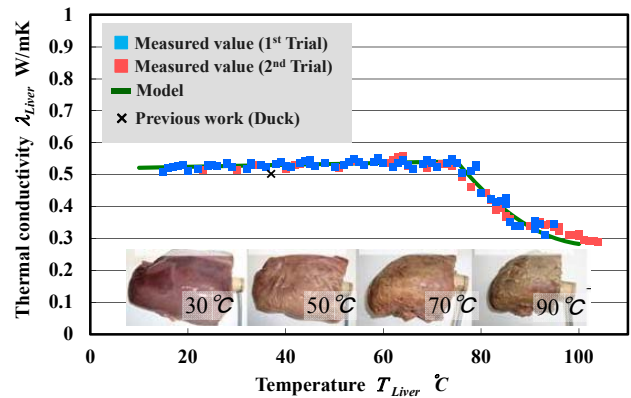 Thermal conductivity λLiver W/mK
1
0.9
0.8
0.7
0.6
0.5
0.4
0.3
0.2
0.1
0
Measured value (1st Trial)
Measured value (2nd Trial)
Model
Previous work (Duck)
30℃
50℃
70℃
90℃
0 20 40 60 80 100
Temperature TLiver ℃